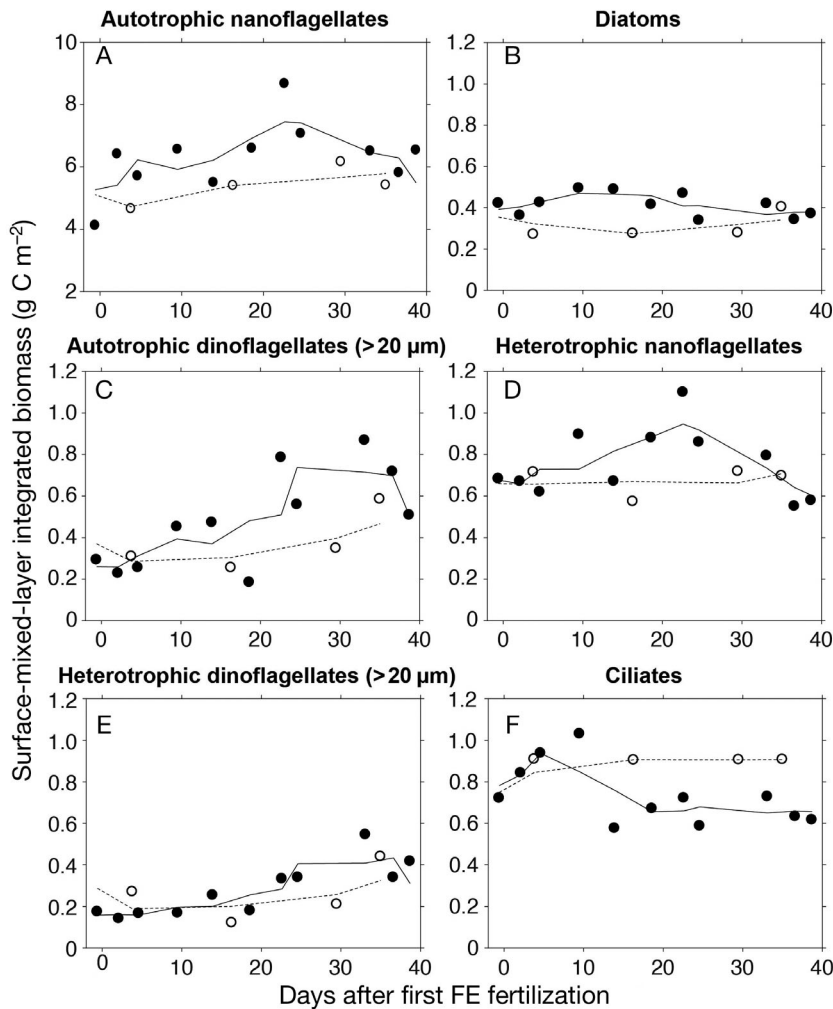 Autotrophic nanoflagellates
Diatoms
A
10
8
6
4
2
0 10 20 30 40
B
1.2
1.0
0.8
0.6
0.4
0.2
0
0 10 20 30 40
Autotrophic dinoflagellates (>20 µm)
Heterotrophic nanoflagellates
C
1.2
1.0
0.8
0.6
0.4
0.2
0
0 10 20 30 40
D
1.2
1.0
0.8
0.6
0.4
0.2
0
0 10 20 30 40
Heterotrophic dinoflagellates (>20 µm)
Ciliates
E
1.2
1.0
0.8
0.6
0.4
0.2
0
0 10 20 30 40
F
1.2
1.0
0.8
0.6
0.4
0.2
0
0 10 20 30 40
Surface-mixed-layer integrated biomass (g C m⁻²)
Days after first FE fertilization